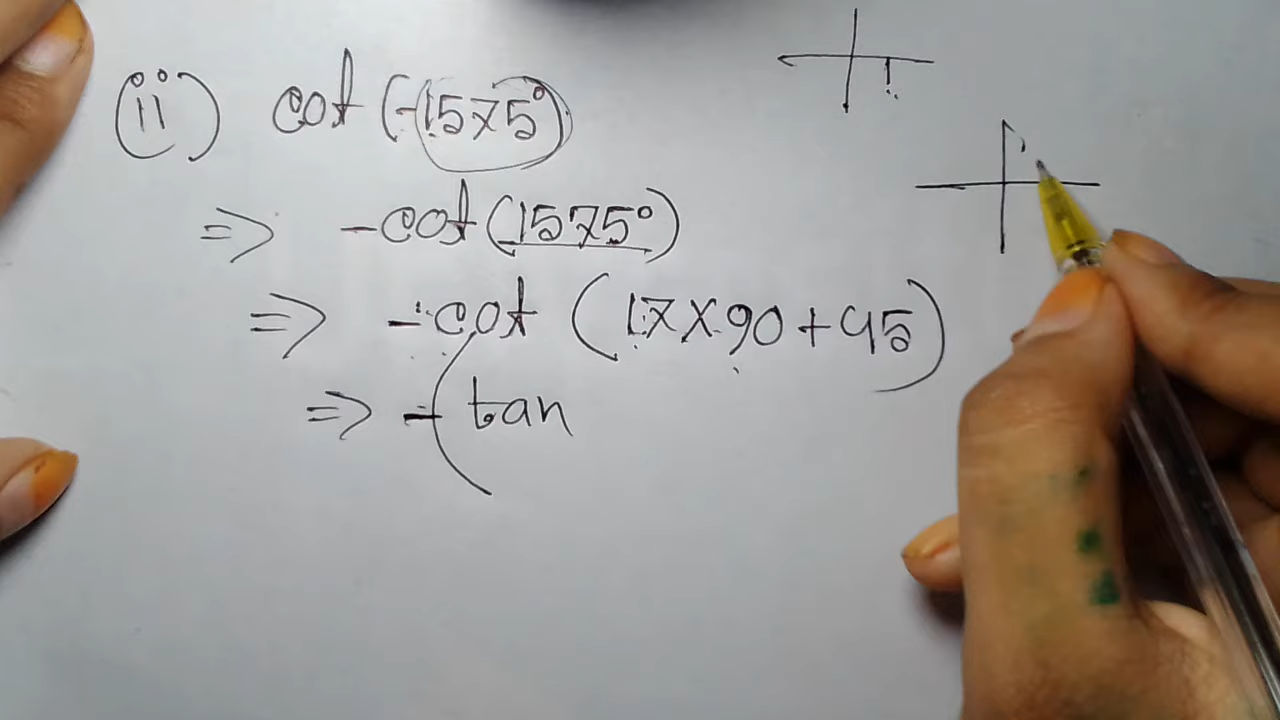 (ii) cot (-1575°)
=> -cot (1575°)
=> -cot (17×90+45)
=> -( tan